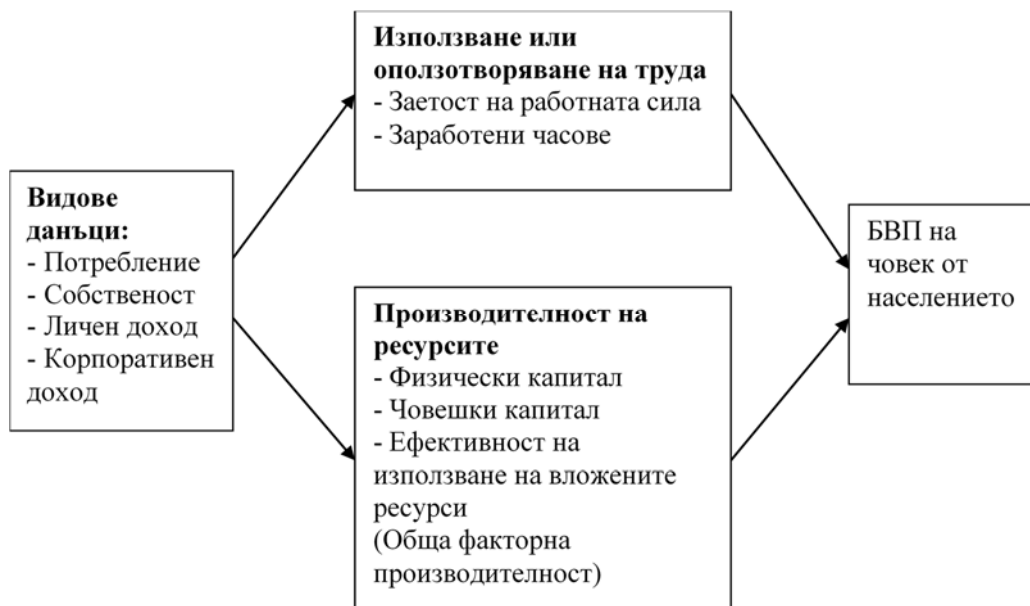 Видове
данъци:
- Потребление
- Собственост
- Личен доход
- Корпоративен
доход
Използване или
оползотворяване на труда
- Заетост на работната сила
- Заработени часове
Производителност на
ресурсите
- Физически капитал
- Човешки капитал
- Ефективност на
използване на вложените
ресурси
(Обща факторна
производителност)
БВП на
човек от
населението